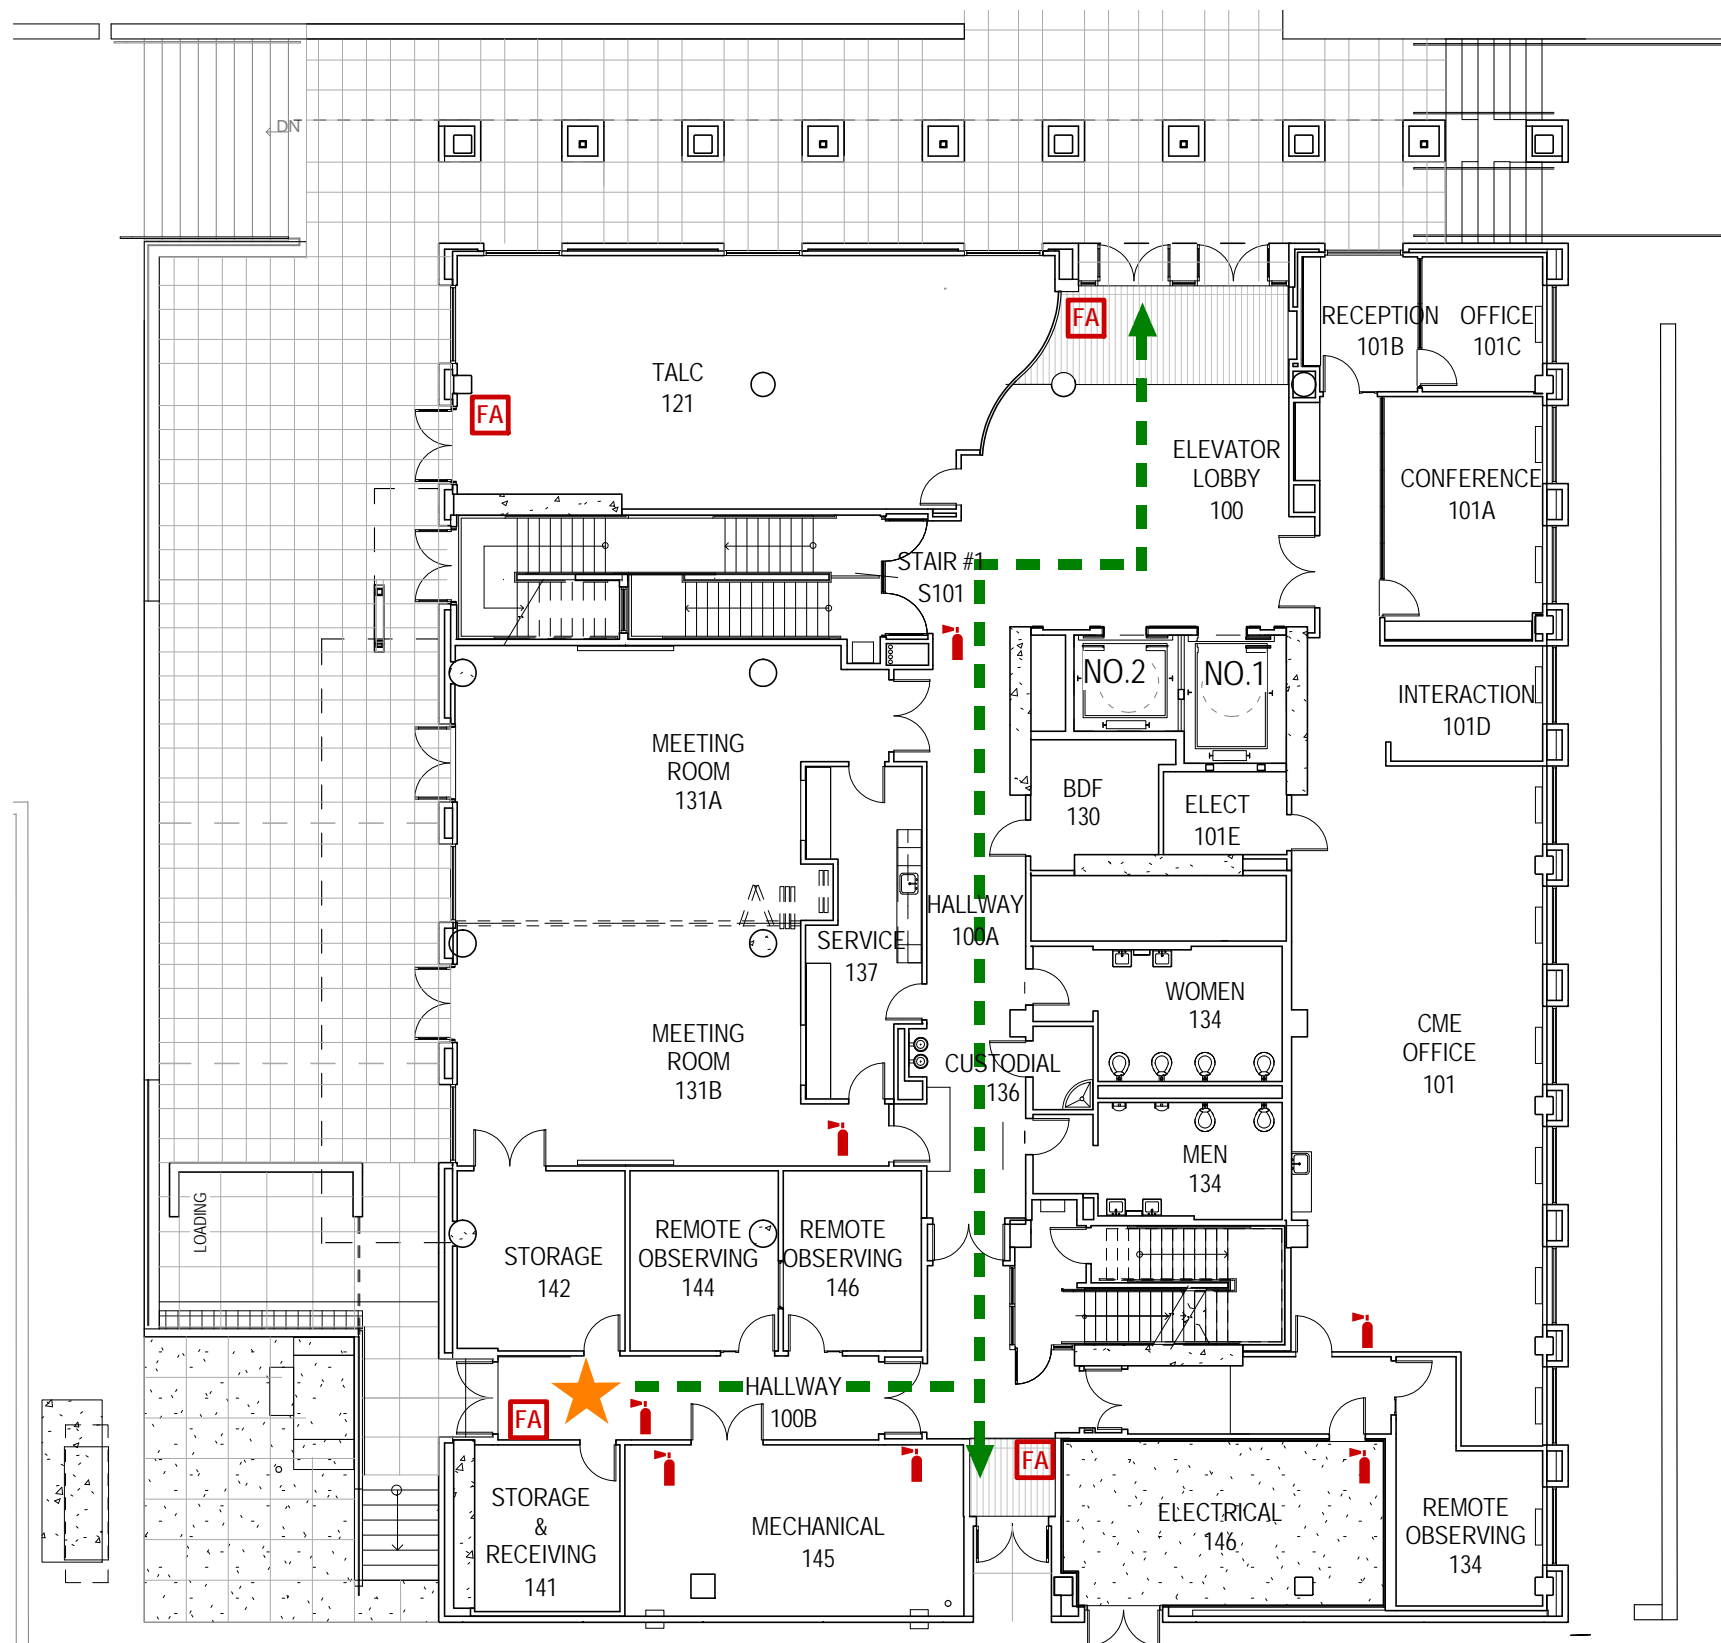 DN
FA
RECEPTION
101B
OFFICE
101C
TALC
121
FA
ELEVATOR
LOBBY
100
CONFERENCE
101A
STAIR #1
S101
NO.2
NO.1
INTERACTION
101D
MEETING
ROOM
131A
BDF
130
ELECT
101E
HALLWAY
100A
SERVICE
137
WOMEN
134
CME
OFFICE
101
MEETING
ROOM
131B
CUSTODIAL
136
MEN
134
LOADING
STORAGE
142
REMOTE
OBSERVING
144
REMOTE
OBSERVING
146
HALLWAY
100B
FA
FA
STORAGE
&
RECEIVING
141
MECHANICAL
145
ELECTRICAL
146
REMOTE
OBSERVING
134